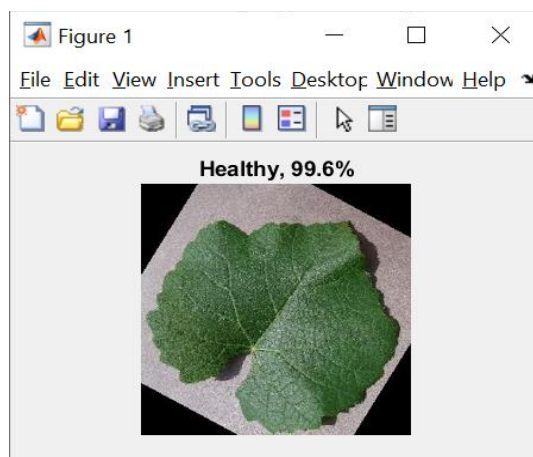 Figure 1
File Edit View Insert Tools Desktop Window Help
Healthy, 99.6%